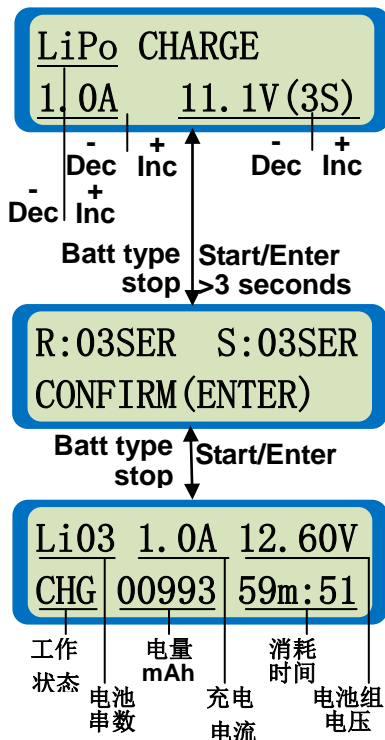 LiPo CHARGE
1.0A 11.1V(3S)
- + - +
Dec Inc Dec Inc
- +
Dec Inc
Batt type Start/Enter
stop >3 seconds
R:03SER S:03SER
CONFIRM(ENTER)
Batt type Start/Enter
stop
Li03 1.0A 12.60V
CHG 00993 59m:51
工作 电量 消耗
状态 mAh 时间
电池 充电 电池组
串数 电流 电压